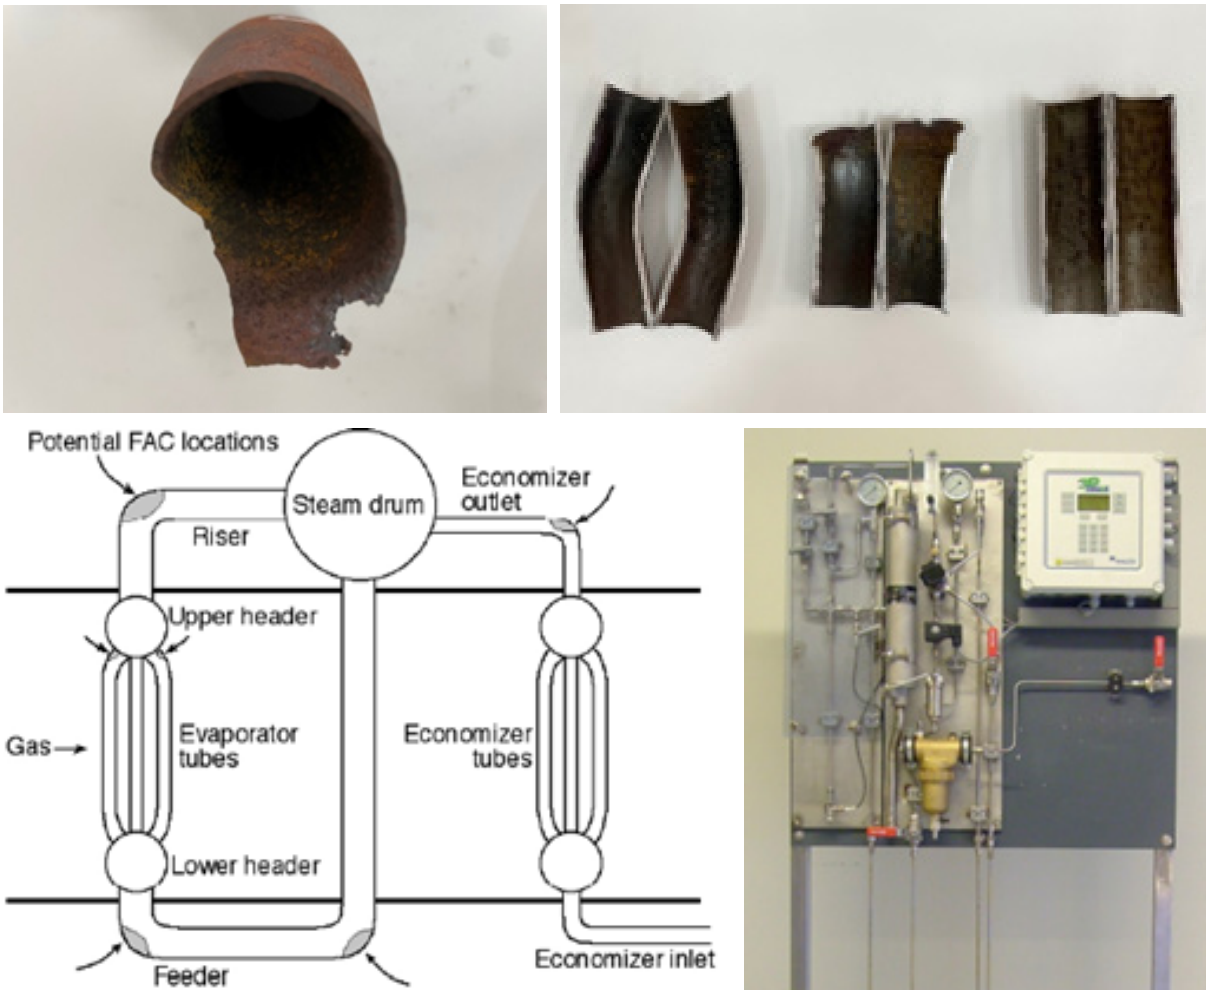 Potential FAC locations
Steam drum
Economizer
outlet
Riser
Upper header
Gas
Evaporator
tubes
Economizer
tubes
Lower header
Feeder
Economizer inlet